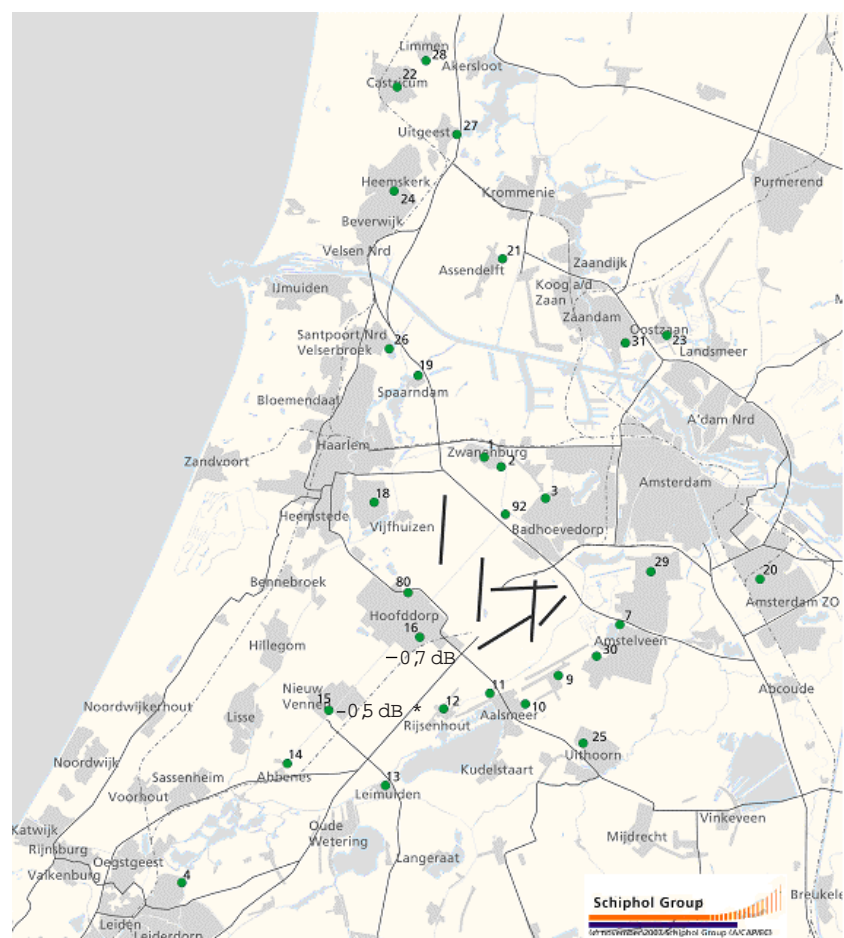 Limmen
28
Akersloot
22
Castricum
27
Uitgeest
Heemskerk
24
Krommenie
Purmerend
Beverwijk
Velsen Nrd
21
Assendelft
Zaandijk
IJmuiden
Koog a/d
Zaan
Zaandam
Oostzaan
Santpoort Nrd
Velserbroek
26
31
23
Landsmeer
19
Spaarndam
Bloemendaal
A'dam Nrd
Haarlem
1
Zwanenburg
2
Zandvoort
Amsterdam
3
18
92
Heemstede
Vijfhuizen
Badhoevedorp
29
20
Bennebroek
80
Amsterdam ZO
Hoofddorp
16
7
Amstelveen
Hillegom
30
-0,7 dB
9
Nieuw
Vennep
15
-0,5 dB *
11
12
10
Abcoude
Noordwijkerhout
Lisse
Rijsenhout
Aalsmeer
25
Uithoorn
14
Noordwijk
Abbenes
13
Kudelstaart
Sassenheim
Voorhout
Leimuiden
Vinkeveen
Katwijk
Oude
Wetering
Mijdrecht
Rijnsburg
Oegstgeest
Langeraat
Valkenburg
4
Breukele
Schiphol Group
Leiden
Leiderdorp